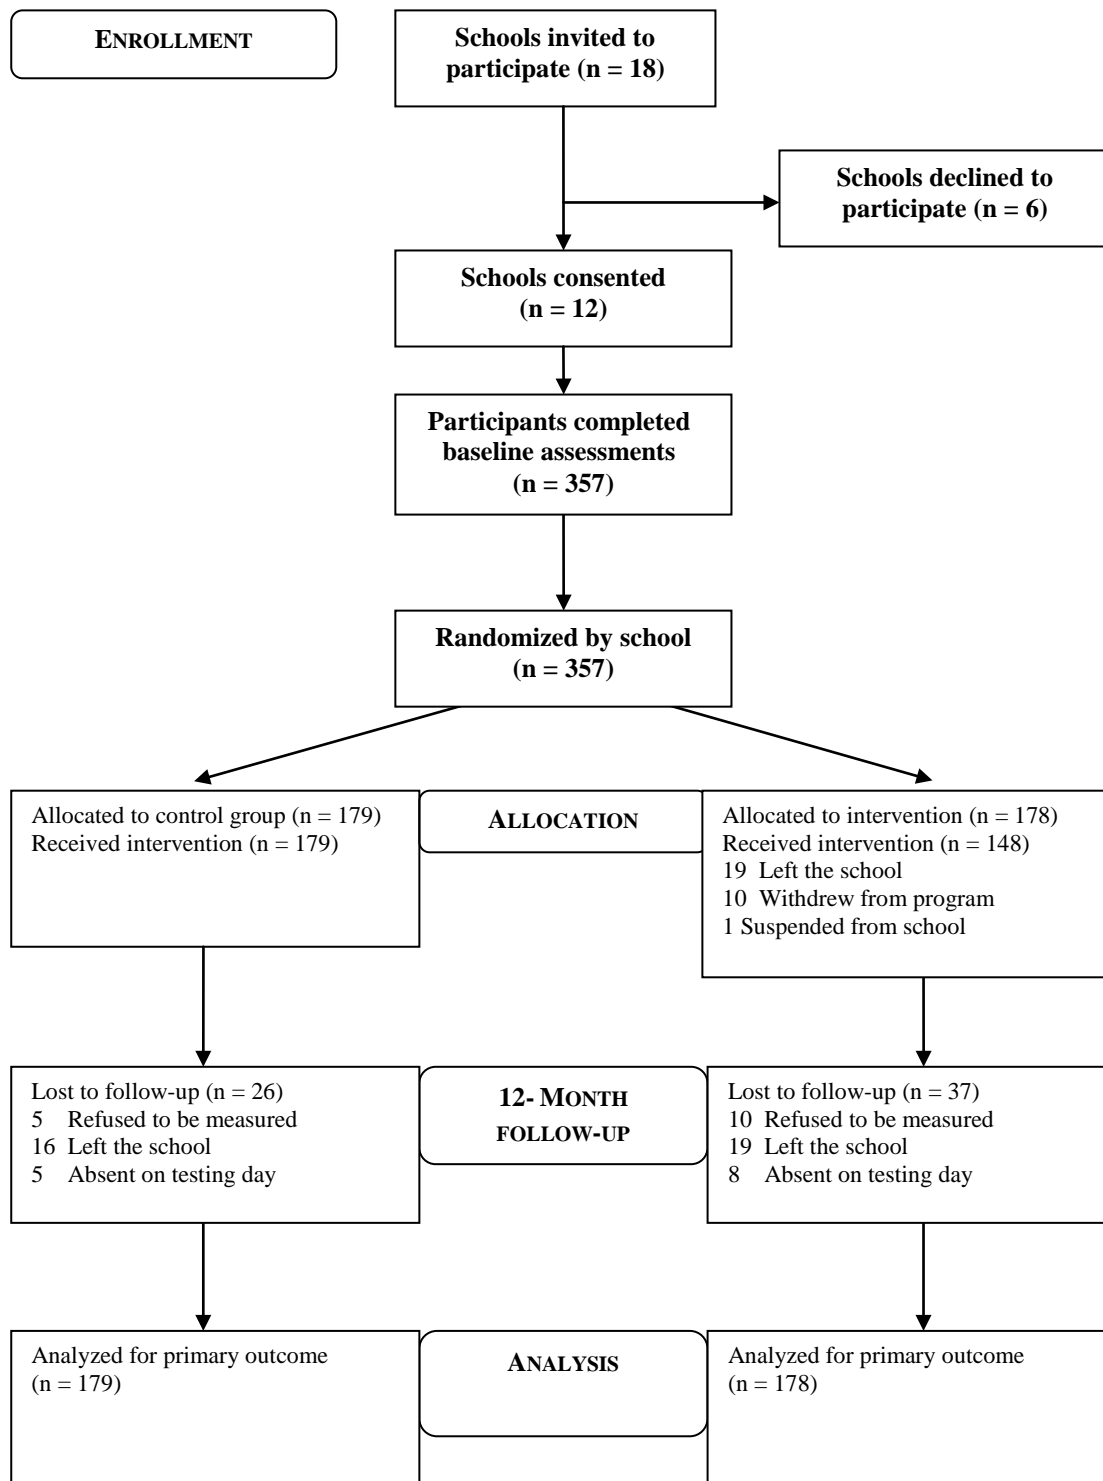 ENROLLMENT
Schools invited to
participate (n = 18)
Schools declined to
participate (n = 6)
Schools consented
(n = 12)
Participants completed
baseline assessments
(n = 357)
Randomized by school
(n = 357)
Allocated to control group (n = 179)
Received intervention (n = 179)
ALLOCATION
Allocated to intervention (n = 178)
Received intervention (n = 148)
19 Left the school
10 Withdrew from program
1 Suspended from school
Lost to follow-up (n = 26)
5 Refused to be measured
16 Left the school
5 Absent on testing day
12- MONTH
FOLLOW-UP
Lost to follow-up (n = 37)
10 Refused to be measured
19 Left the school
8 Absent on testing day
Analyzed for primary outcome
(n = 179)
ANALYSIS
Analyzed for primary outcome
(n = 178)